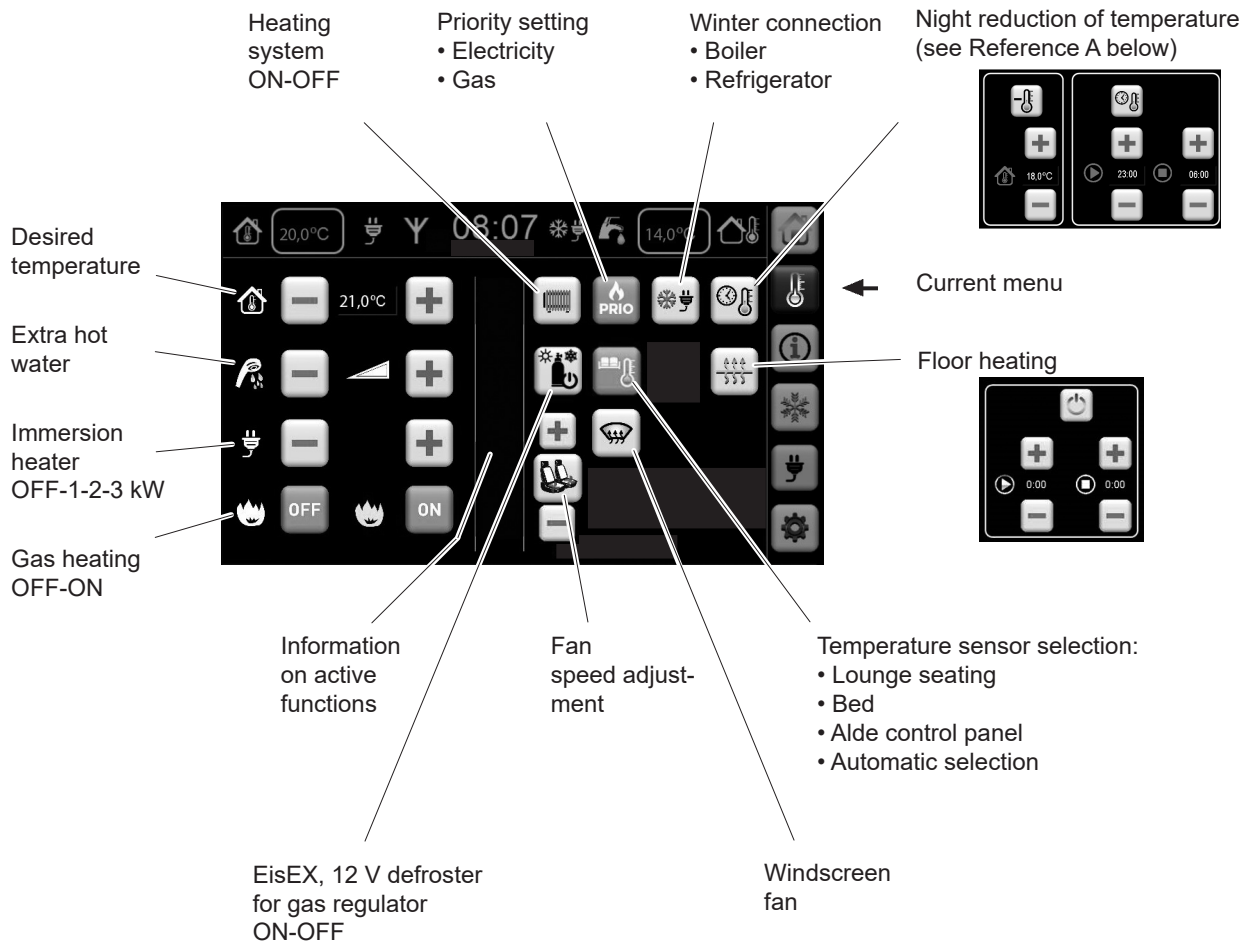 Heating
system
ON-OFF
Priority setting
• Electricity
• Gas
Winter connection
• Boiler
• Refrigerator
Night reduction of temperature
(see Reference A below)
18,0°C
23:00
06:00
Desired
temperature
Extra hot
water
Immersion
heater
OFF-1-2-3 kW
Gas heating
OFF-ON
20,0°C
08:07
14,0°C
21,0°C
PRIO
OFF
ON
Current menu
Floor heating
0:00
0:00
Information
on active
functions
Fan
speed adjust-
ment
Temperature sensor selection:
• Lounge seating
• Bed
• Alde control panel
• Automatic selection
EisEX, 12 V defroster
for gas regulator
ON-OFF
Windscreen
fan